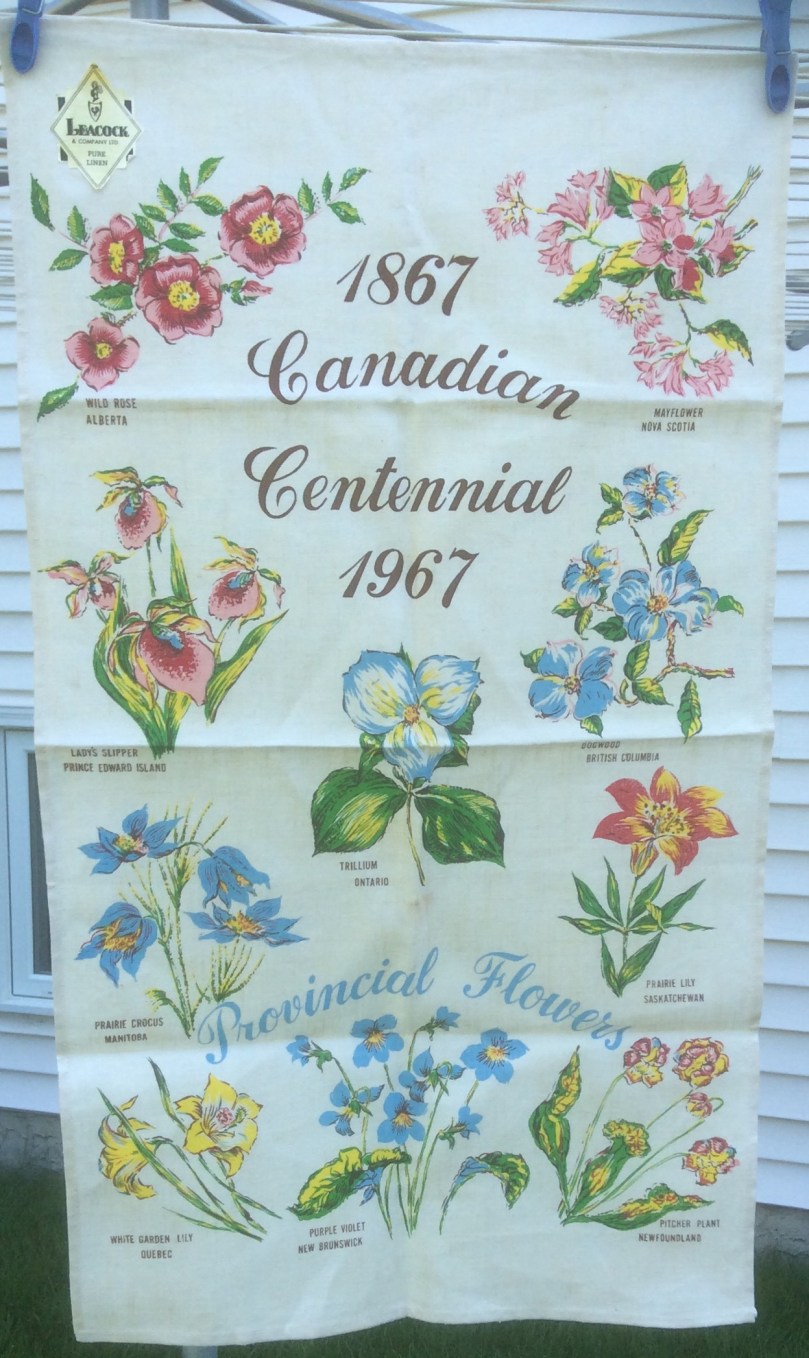 LEACOCK
& COMPANY LTD
PURE
LINEN
1867
Canadian
Centennial
1967
WILD ROSE
ALBERTA
MAYFLOWER
NOVA SCOTIA
LADY'S SLIPPER
PRINCE EDWARD ISLAND
DOGWOOD
BRITISH COLUMBIA
TRILLIUM
ONTARIO
PRAIRIE CROCUS
MANITOBA
PRAIRIE LILY
SASKATCHEWAN
Provincial Flowers
WHITE GARDEN LILY
QUEBEC
PURPLE VIOLET
NEW BRUNSWICK
PITCHER PLANT
NEWFOUNDLAND